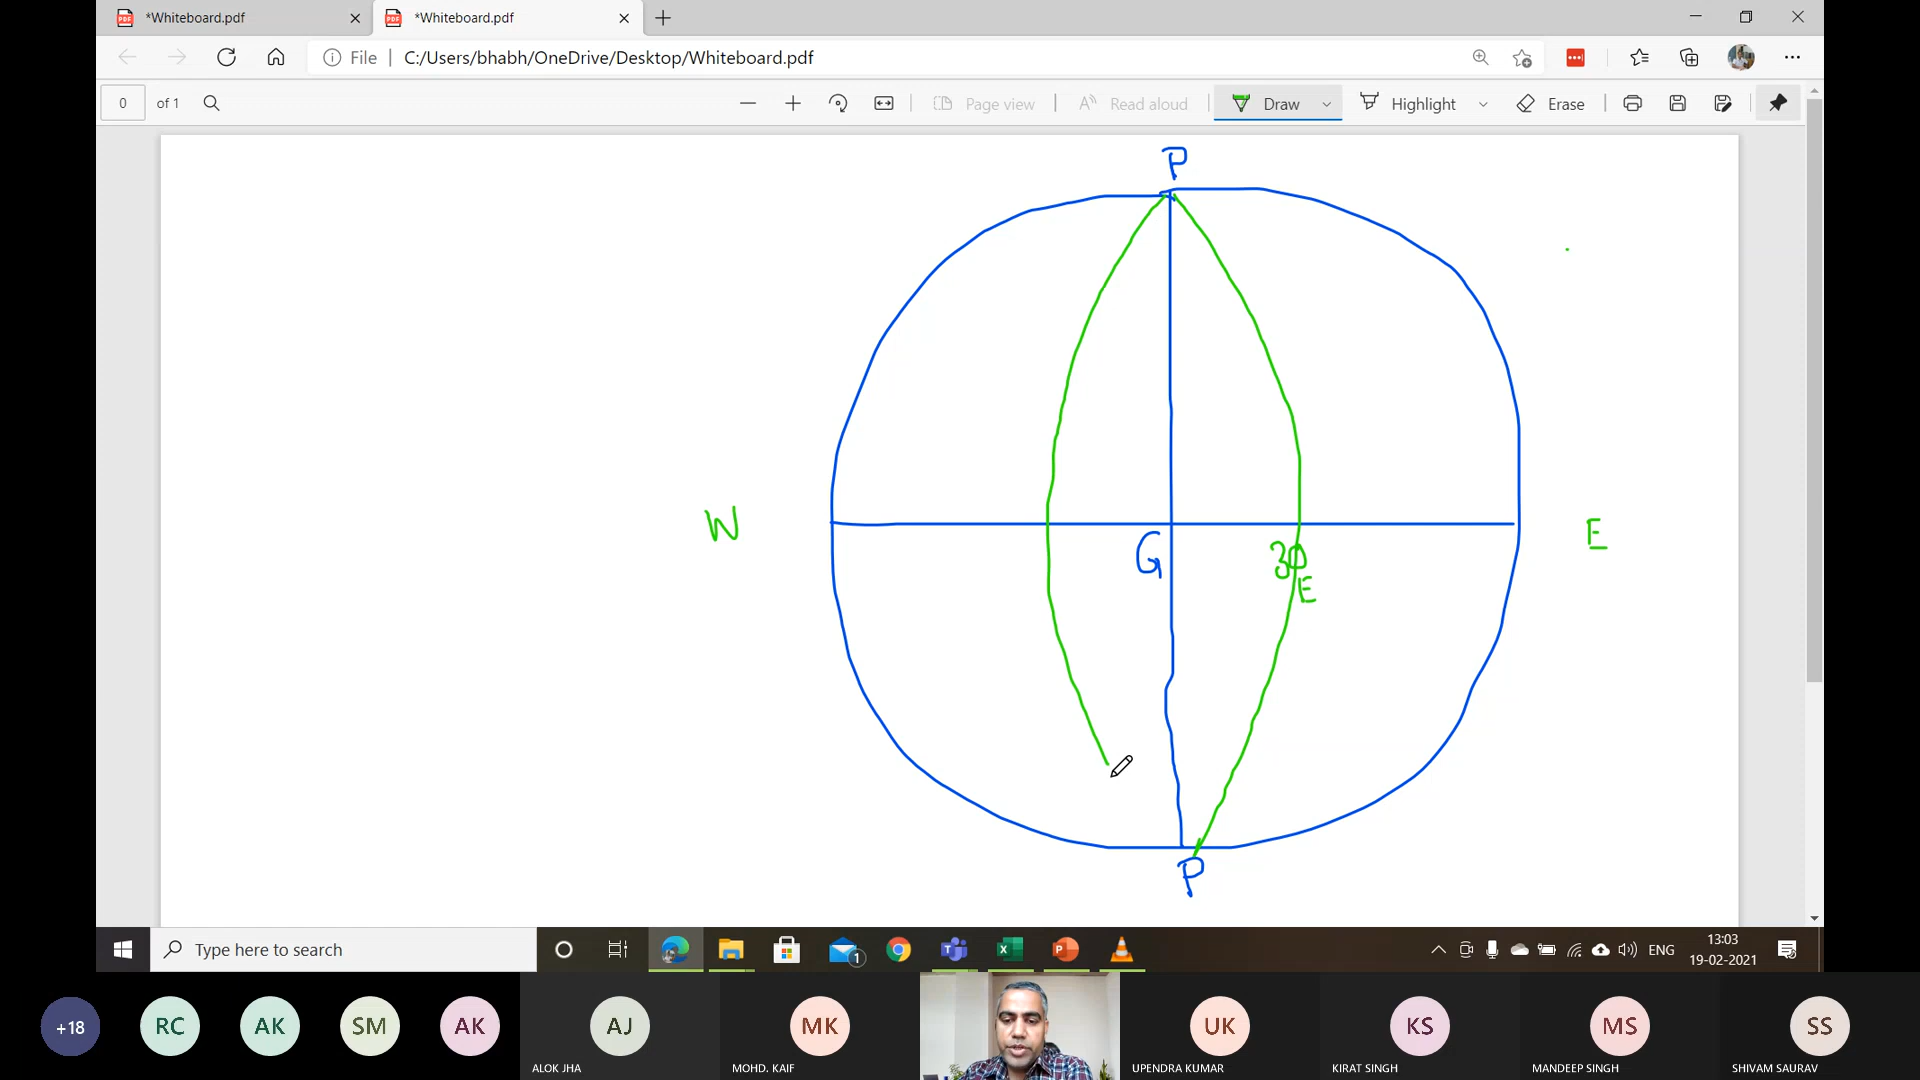 *Whiteboard.pdf
*Whiteboard.pdf
File
C:/Users/bhabh/OneDrive/Desktop/Whiteboard.pdf
0 of 1
Page view
Read aloud
Draw
Highlight
Erase
P
W
G
30
E
E
P
Type here to search
1
ENG
13:03
19-02-2021
+18
RC
AK
SM
AK
AJ
ALOK JHA
MK
MOHD. KAIF
UK
UPENDRA KUMAR
KS
KIRAT SINGH
MS
MANDEEP SINGH
SS
SHIVAM SAURAV